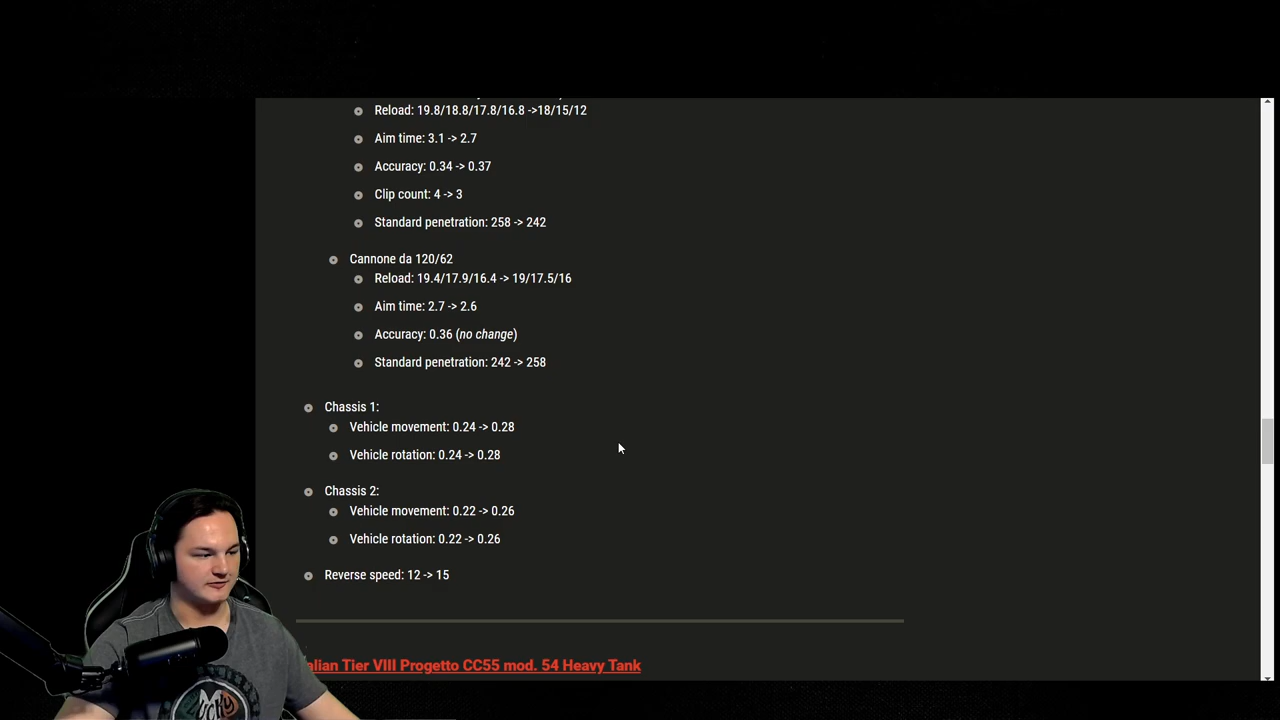 Reload: 19.8/18.8/17.8/16.8 ->18/15/12
Aim time: 3.1 -> 2.7
Accuracy: 0.34 -> 0.37
Clip count: 4 -> 3
Standard penetration: 258 -> 242
Cannone da 120/62
Reload: 19.4/17.9/16.4 -> 19/17.5/16
Aim time: 2.7 -> 2.6
Accuracy: 0.36 (no change)
Standard penetration: 242 -> 258
Chassis 1:
Vehicle movement: 0.24 -> 0.28
Vehicle rotation: 0.24 -> 0.28
Chassis 2:
Vehicle movement: 0.22 -> 0.26
Vehicle rotation: 0.22 -> 0.26
Reverse speed: 12 -> 15
alian Tier VIII Progetto CC55 mod. 54 Heavy Tank